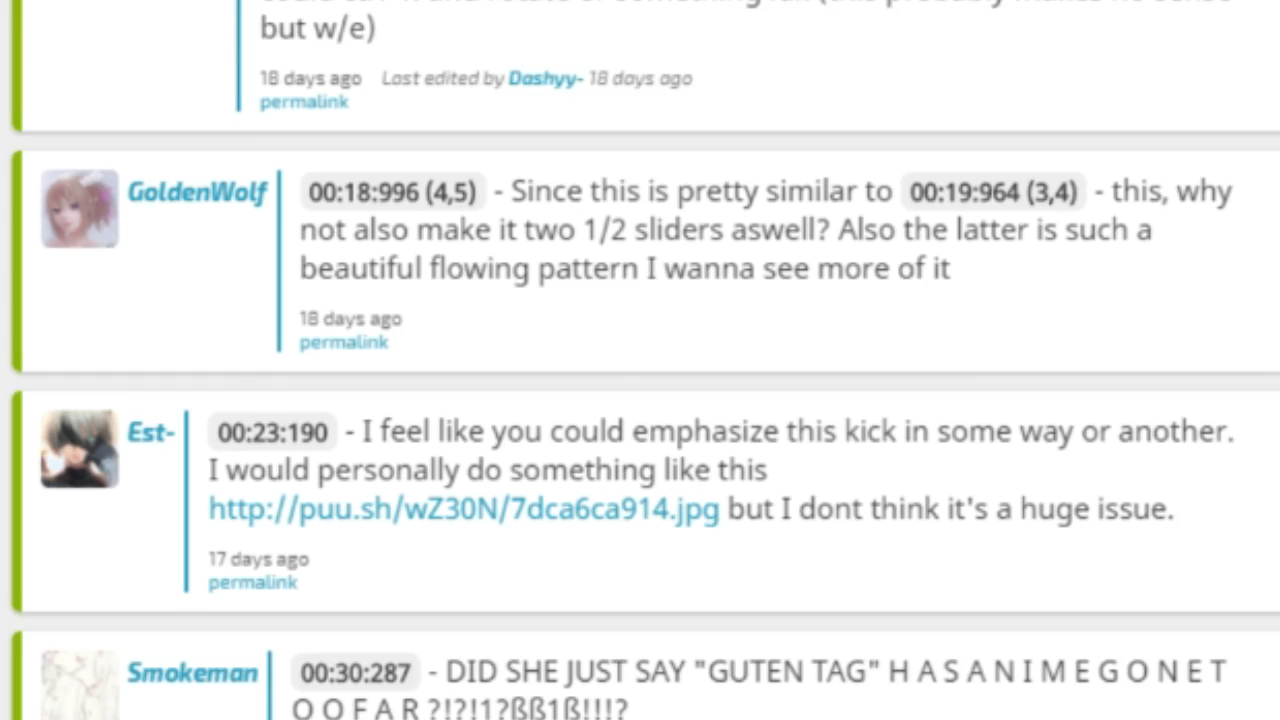 but w/e)
18 days ago Last edited by Dashyy- 18 days ago
permalink
GoldenWolf
00:18:996 (4,5) - Since this is pretty similar to 00:19:964 (3,4) - this, why
not also make it two 1/2 sliders aswell? Also the latter is such a
beautiful flowing pattern I wanna see more of it
18 days ago
permalink
Est-
00:23:190 - I feel like you could emphasize this kick in some way or another.
I would personally do something like this
http://puu.sh/wZ30N/7dca6ca914.jpg but I dont think it's a huge issue.
17 days ago
permalink
Smokeman
00:30:287 - DID SHE JUST SAY "GUTEN TAG" H A S A N I M E G O N E T
O O F A R ?!?!1?ßß1ß!!!?